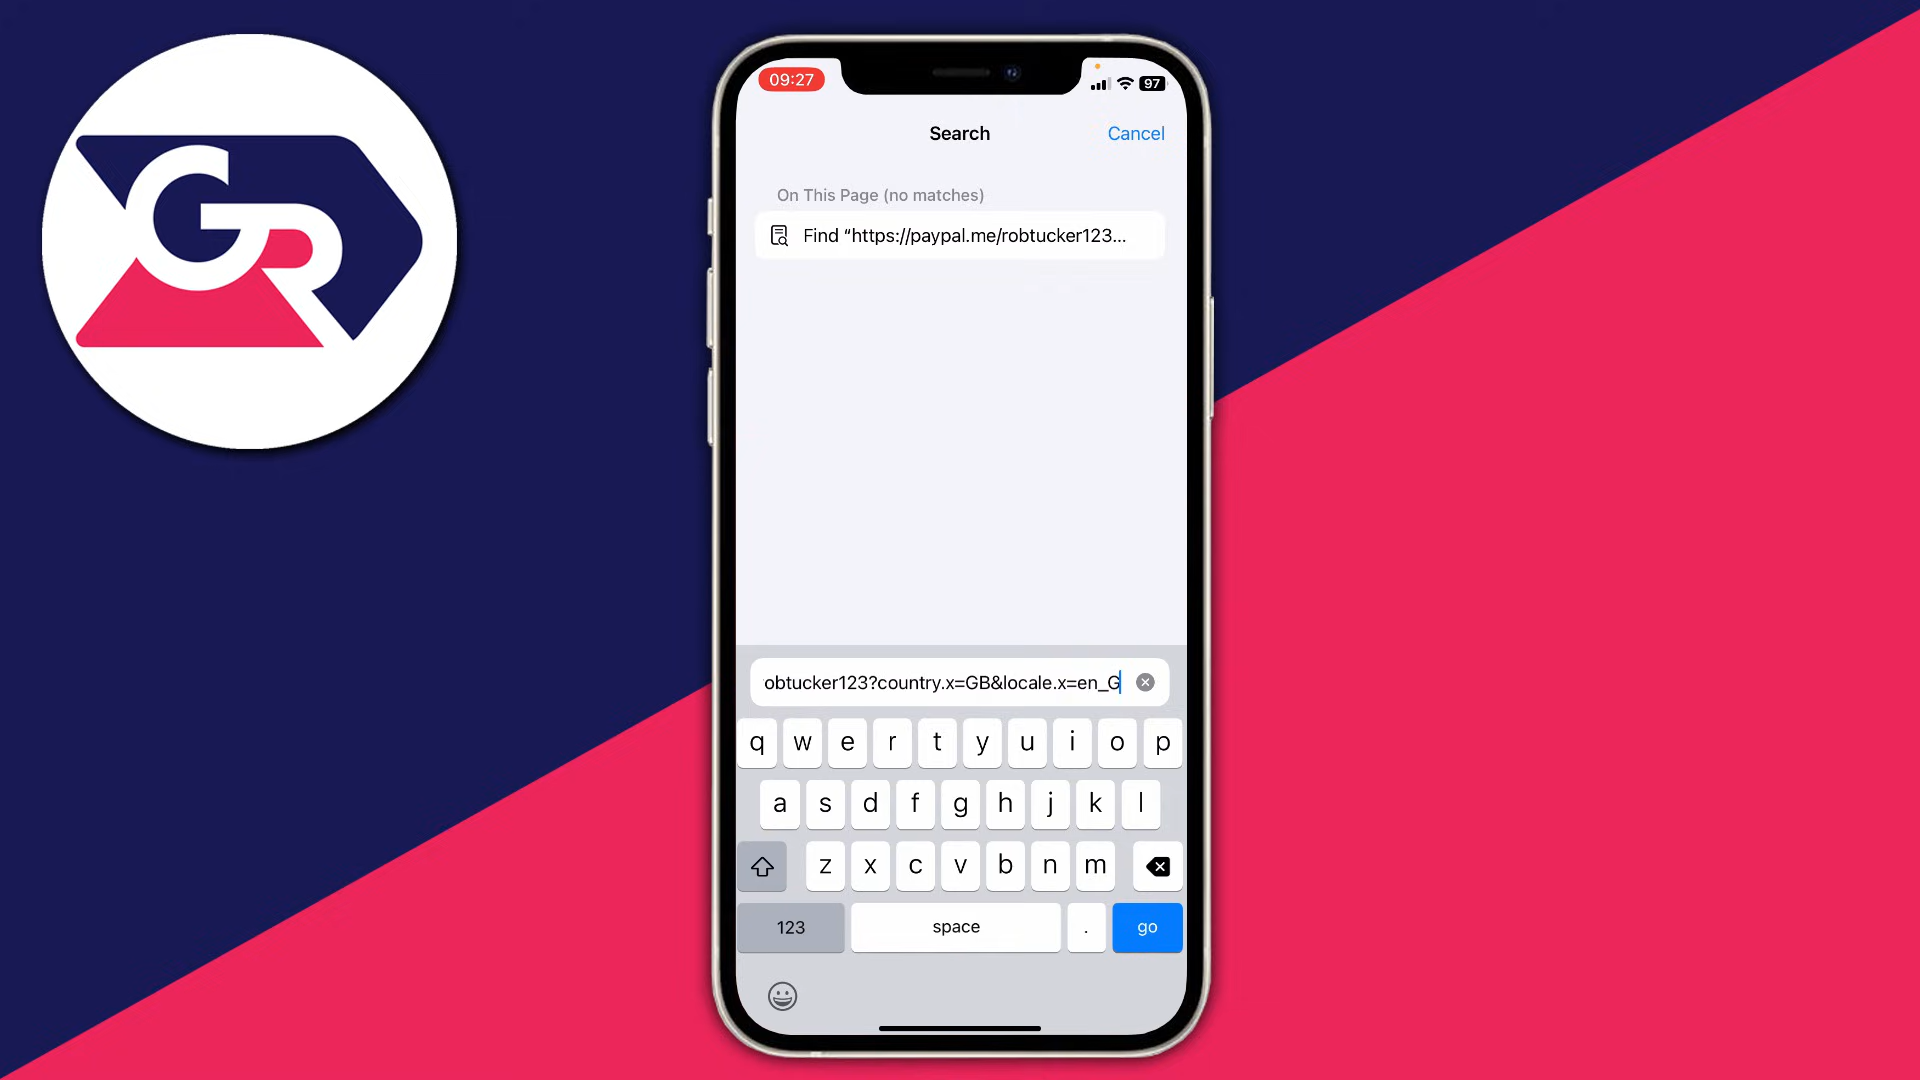 GR
09:27
97
Search
Cancel
On This Page (no matches)
Find “https://paypal.me/robtucker123...
obtucker123?country.x=GB&locale.x=en_G
q w e r t y u i o p
a s d f g h j k l
z x c v b n m
123 space . go